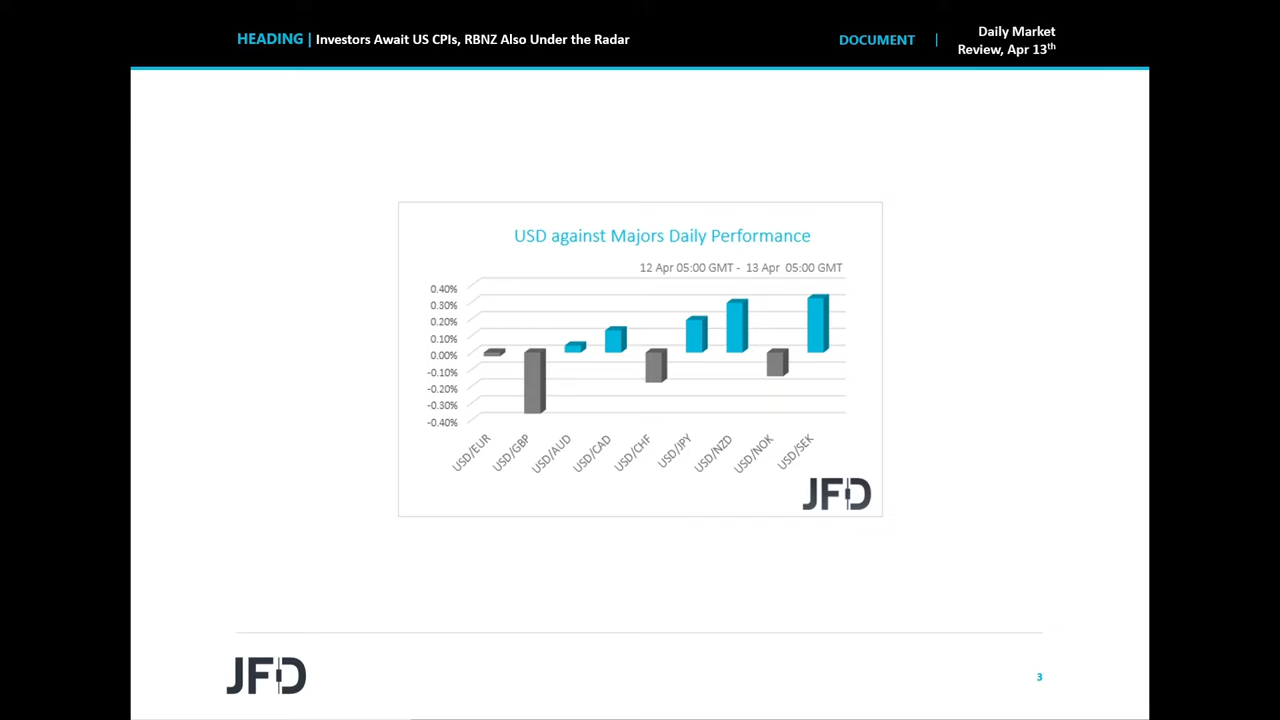 HEADING | Investors Await US CPIs, RBNZ Also Under the Radar
DOCUMENT |
Daily Market
Review, Apr 13th
USD against Majors Daily Performance
12 Apr 05:00 GMT - 13 Apr 05:00 GMT
0.40%
0.30%
0.20%
0.10%
0.00%
-0.10%
-0.20%
-0.30%
-0.40%
USD/EUR
USD/GBP
USD/AUD
USD/CAD
USD/CHF
USD/JPY
USD/NZD
USD/NOK
USD/SEK
JFD
JFD
3